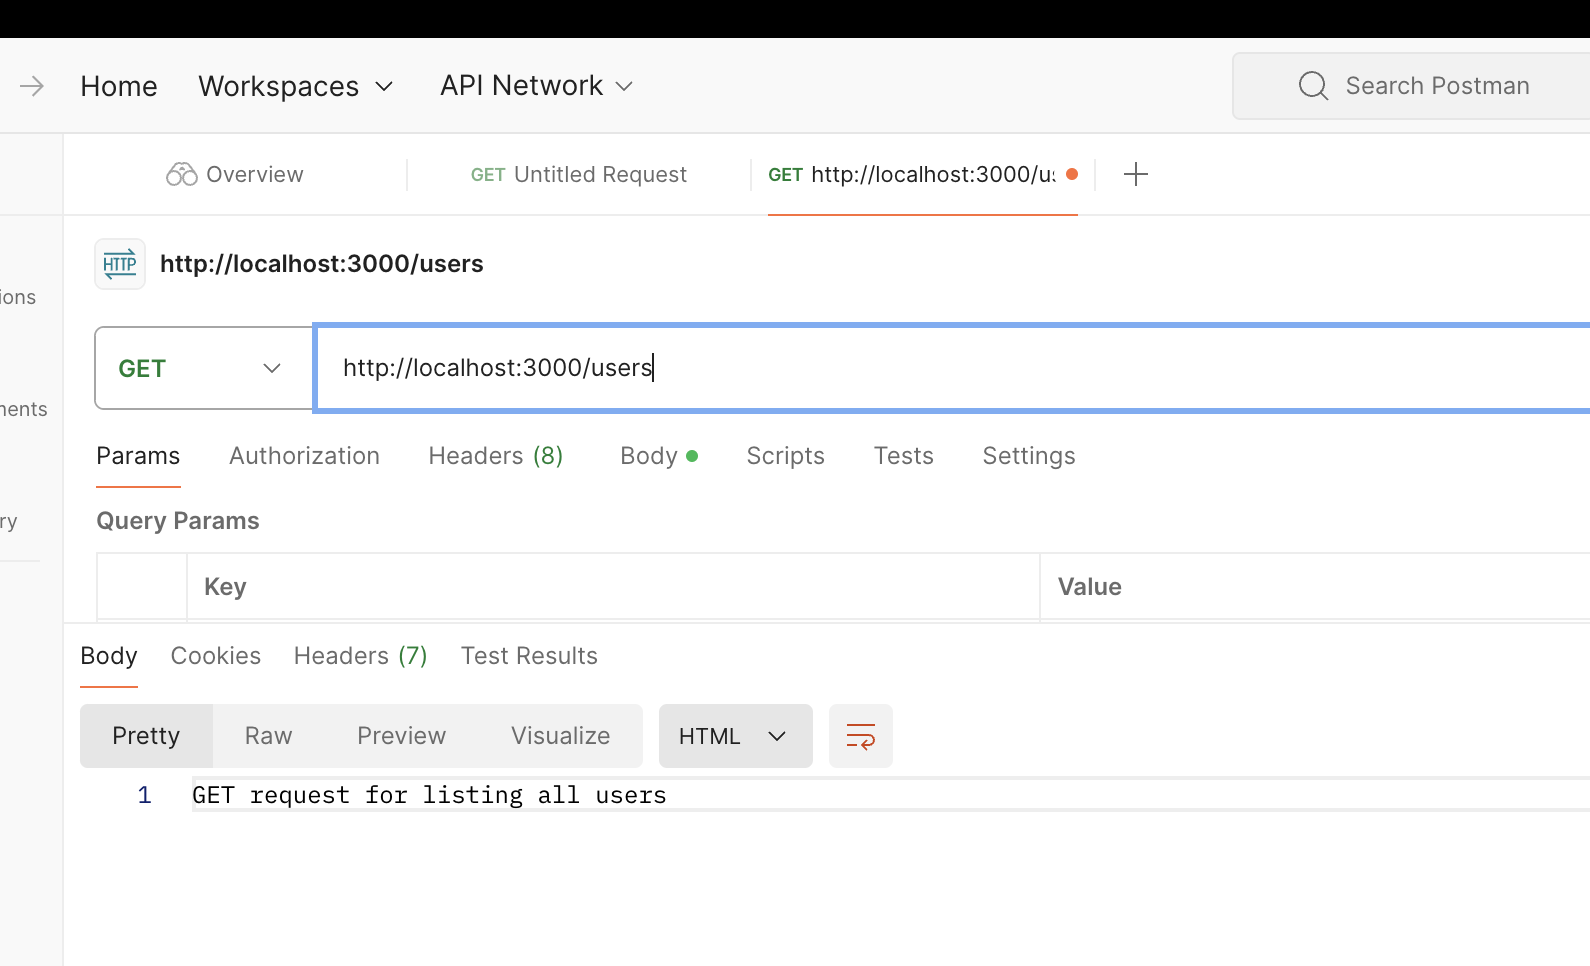 Home Workspaces API Network Search Postman
Overview GET Untitled Request GET http://localhost:3000/u
HTTP http://localhost:3000/users
ions
GET http://localhost:3000/users
ments
Params Authorization Headers (8) Body Scripts Tests Settings
Query Params
ry
Key Value
Body Cookies Headers (7) Test Results
Pretty Raw Preview Visualize HTML
1 GET request for listing all users